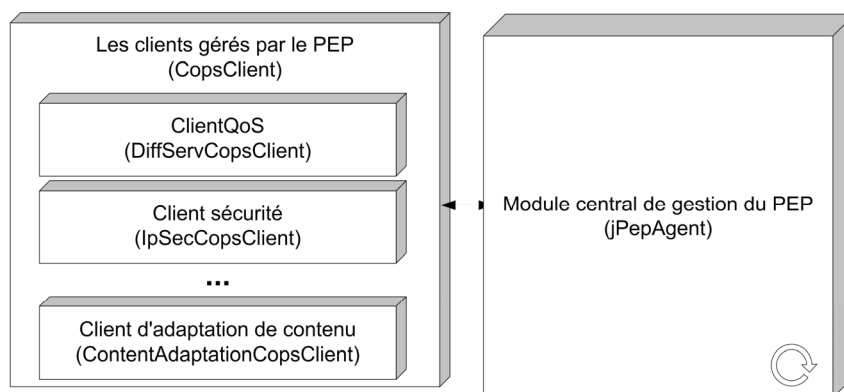 Les clients gérés par le PEP
(CopsClient)
ClientQoS
(DiffServCopsClient)
Client sécurité
(IpSecCopsClient)
...
Client d'adaptation de contenu
(ContentAdaptationCopsClient)
Module central de gestion du PEP
(jPepAgent)